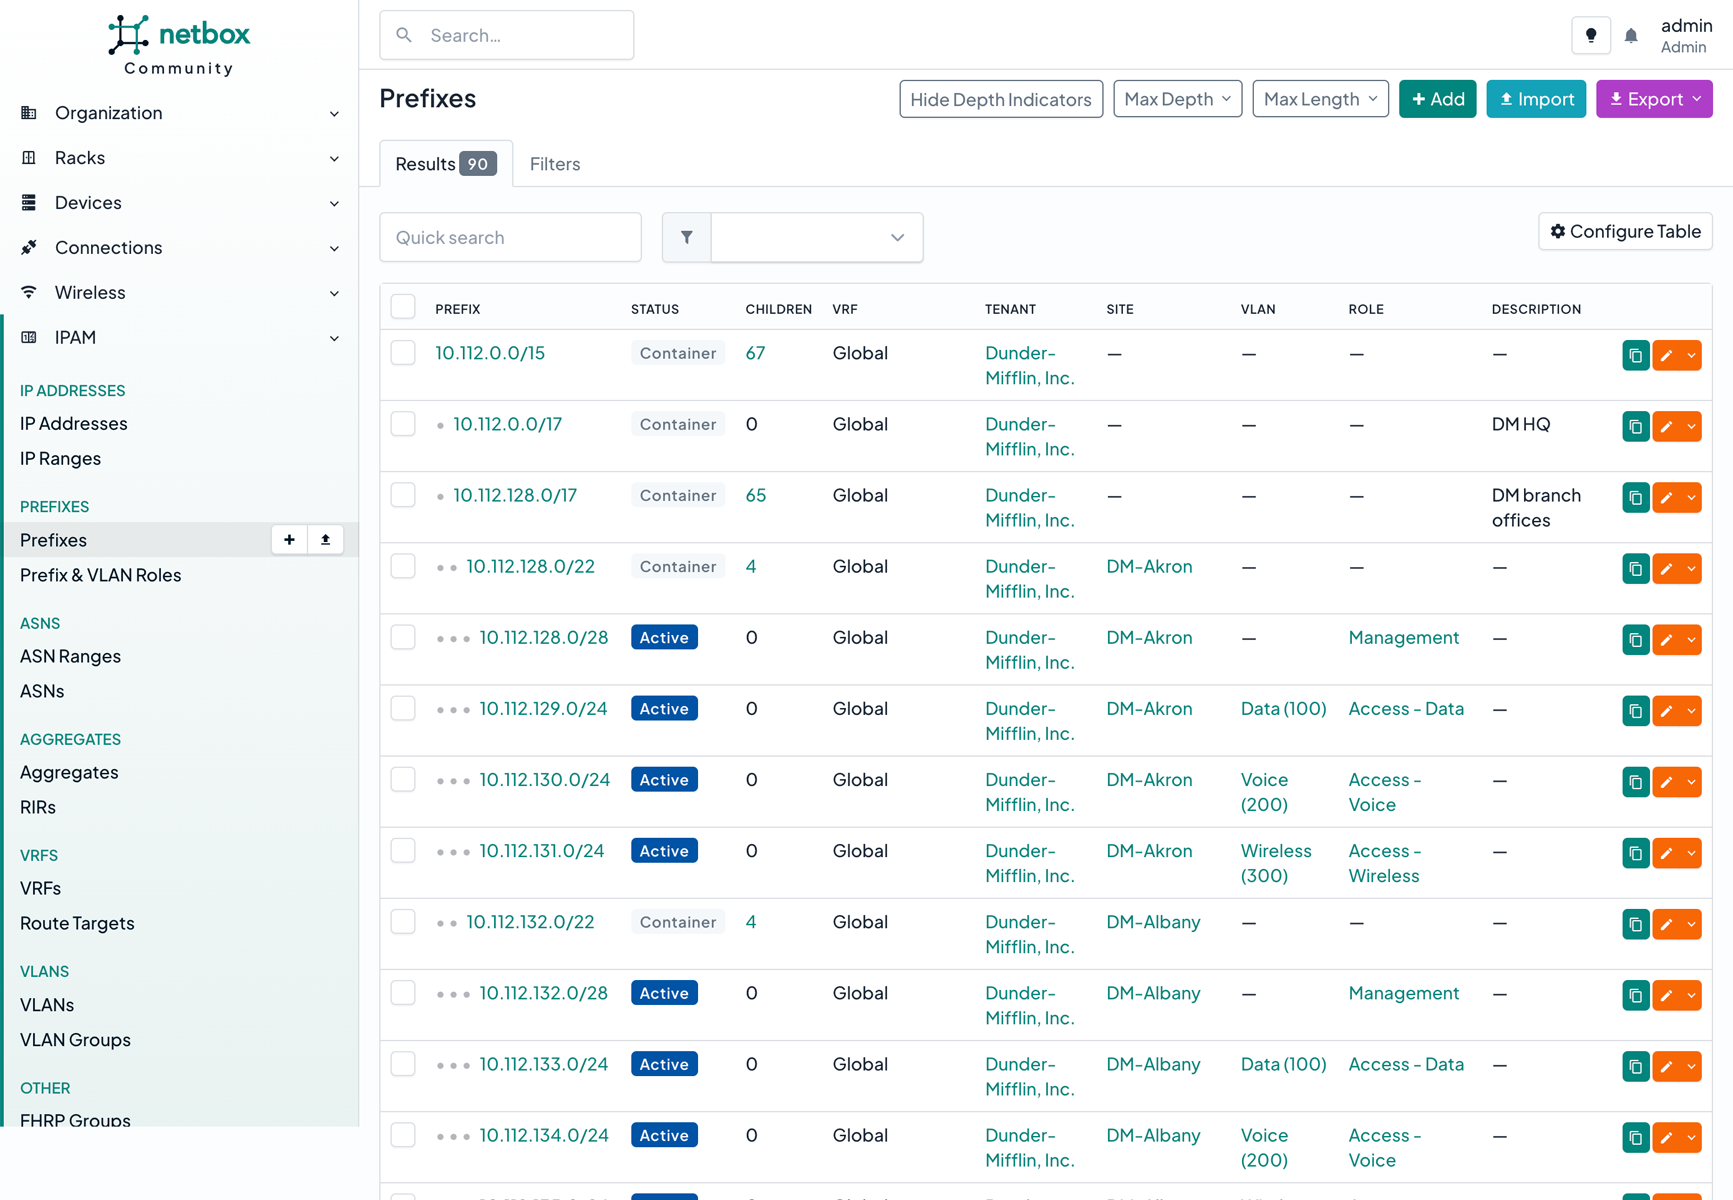 netbox
Community
Search...
admin
Admin
Organization
Racks
Devices
Connections
Wireless
IPAM
IP ADDRESSES
IP Addresses
IP Ranges
PREFIXES
Prefixes
Prefix & VLAN Roles
ASNS
ASN Ranges
ASNs
AGGREGATES
Aggregates
RIRs
VRFS
VRFs
Route Targets
VLANS
VLANs
VLAN Groups
OTHER
FHRP Groups
Prefixes
Hide Depth Indicators Max Depth Max Length + Add Import Export
Results 90 Filters
Quick search
Configure Table
PREFIX STATUS CHILDREN VRF TENANT SITE VLAN ROLE DESCRIPTION
10.112.0.0/15 Container 67 Global Dunder- — — — —
Mifflin, Inc.
10.112.0.0/17 Container 0 Global Dunder- — — — DM HQ
Mifflin, Inc.
10.112.128.0/17 Container 65 Global Dunder- — — — DM branch
Mifflin, Inc. offices
10.112.128.0/22 Container 4 Global Dunder- DM-Akron — — —
Mifflin, Inc.
10.112.128.0/28 Active 0 Global Dunder- DM-Akron — Management —
Mifflin, Inc.
10.112.129.0/24 Active 0 Global Dunder- DM-Akron Data (100) Access - Data —
Mifflin, Inc.
10.112.130.0/24 Active 0 Global Dunder- DM-Akron Voice Access - —
Mifflin, Inc. (200) Voice
10.112.131.0/24 Active 0 Global Dunder- DM-Akron Wireless Access - —
Mifflin, Inc. (300) Wireless
10.112.132.0/22 Container 4 Global Dunder- DM-Albany — — —
Mifflin, Inc.
10.112.132.0/28 Active 0 Global Dunder- DM-Albany — Management —
Mifflin, Inc.
10.112.133.0/24 Active 0 Global Dunder- DM-Albany Data (100) Access - Data —
Mifflin, Inc.
10.112.134.0/24 Active 0 Global Dunder- DM-Albany Voice Access - —
Mifflin, Inc. (200) Voice